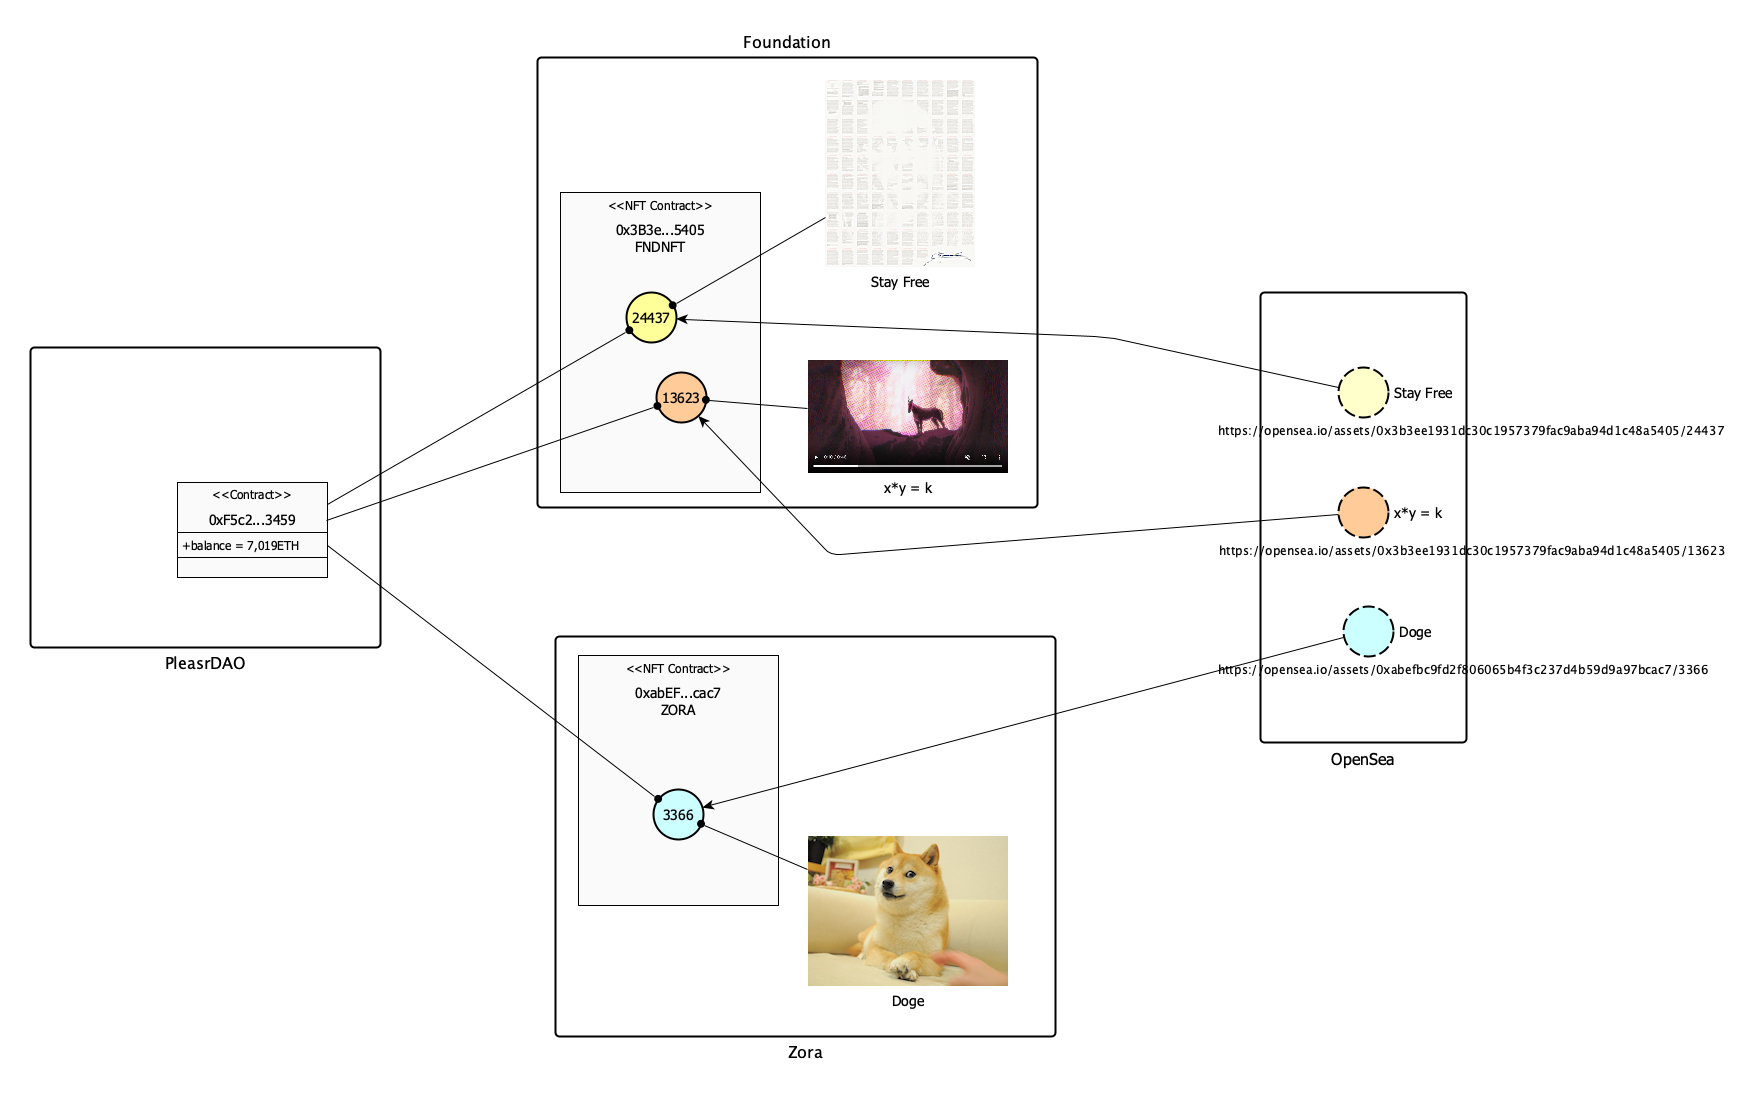 Foundation
<<NFT Contract>>
0x3B3e...5405
FNDNFT
Stay Free
24437
13623
x*y = k
<<Contract>>
0xF5c2...3459
+balance = 7,019ETH
PleasrDAO
Stay Free
https://opensea.io/assets/0x3b3ee1931dc30c1957379fac9aba94d1c48a5405/24437
x*y = k
https://opensea.io/assets/0x3b3ee1931dc30c1957379fac9aba94d1c48a5405/13623
Doge
https://opensea.io/assets/0xabefbc9fd2f806065b4f3c237d4b59d9a97bcac7/3366
OpenSea
<<NFT Contract>>
0xabEF...cac7
ZORA
3366
Doge
Zora